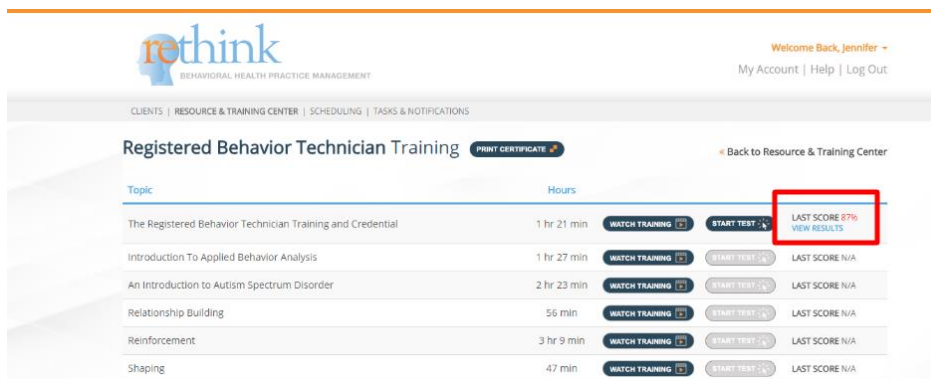 rethink
BEHAVIORAL HEALTH PRACTICE MANAGEMENT
Welcome Back, Jennifer
My Account | Help | Log Out
CLIENTS | RESOURCE & TRAINING CENTER | SCHEDULING | TASKS & NOTIFICATIONS
Registered Behavior Technician Training PRINT CERTIFICATE
« Back to Resource & Training Center
Topic Hours
The Registered Behavior Technician Training and Credential 1 hr 21 min WATCH TRAINING START TEST LAST SCORE 87%
VIEW RESULTS
Introduction To Applied Behavior Analysis 1 hr 27 min WATCH TRAINING START TEST LAST SCORE N/A
An Introduction to Autism Spectrum Disorder 2 hr 23 min WATCH TRAINING START TEST LAST SCORE N/A
Relationship Building 56 min WATCH TRAINING START TEST LAST SCORE N/A
Reinforcement 3 hr 9 min WATCH TRAINING START TEST LAST SCORE N/A
Shaping 47 min WATCH TRAINING START TEST LAST SCORE N/A